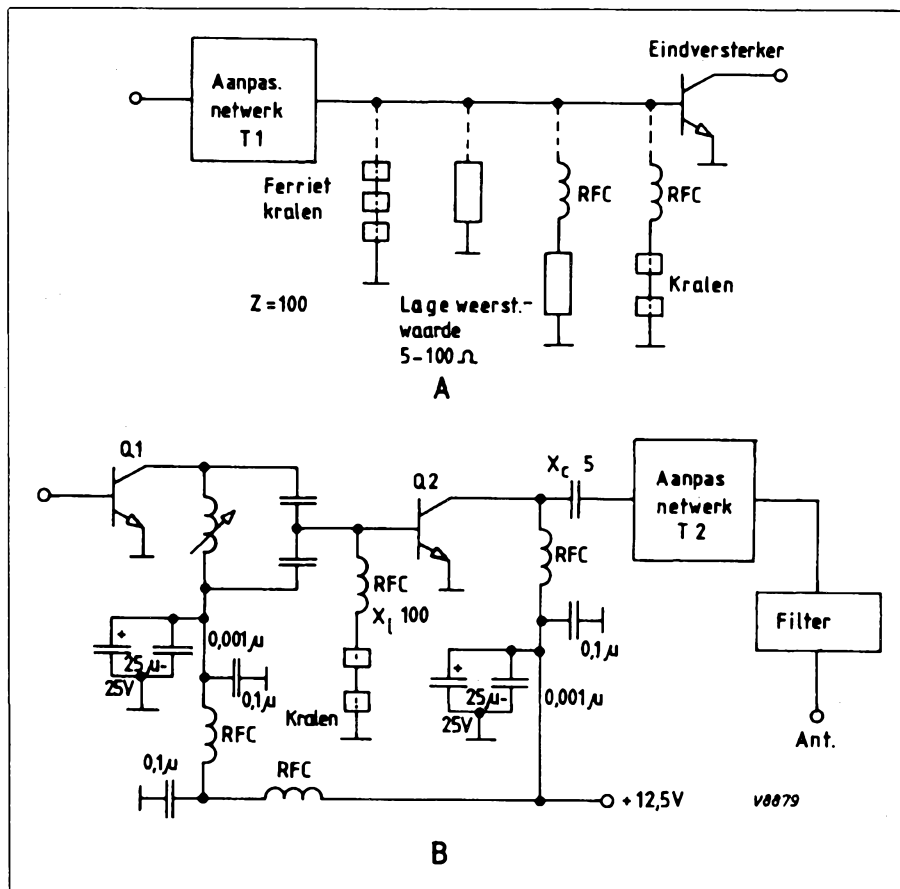 Eindversterker
Aanpas.
netwerk
T1
Ferriet
kralen
RFC
RFC
Kralen
Z=100
Lage weerst.-
waarde
5-100Ω
A
Q1
Q2
Xc 5
Aanpas
netwerk
T2
RFC
Xl 100
RFC
Filter
+
0,001μ
25μ-
25V
0,1μ
Kralen
+
0,1μ
25μ-
0,001μ
25V
Ant.
RFC
0,1μ
RFC
+12,5V
V8879
B